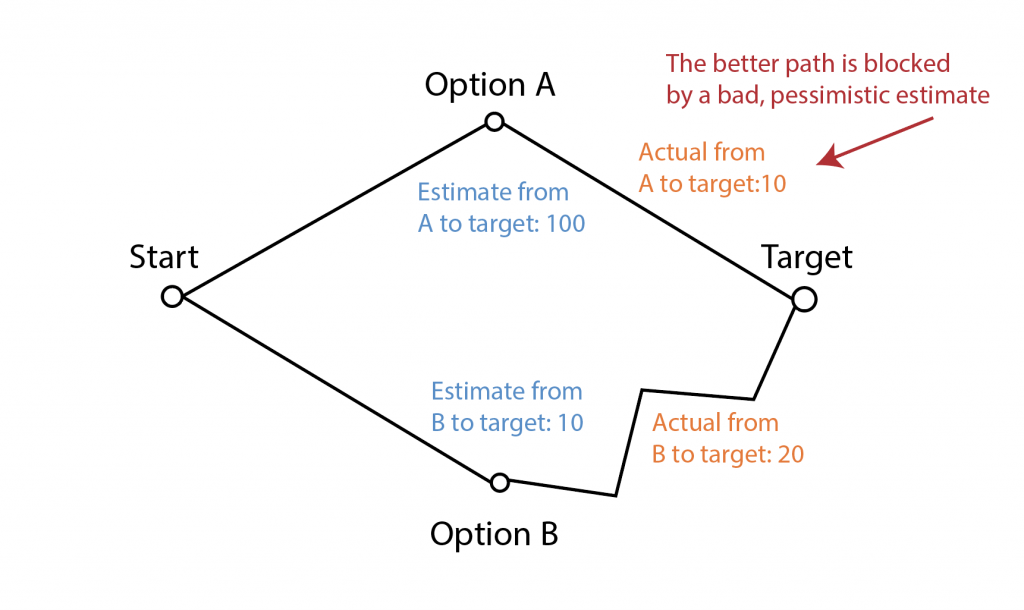 The better path is blocked
by a bad, pessimistic estimate
Option A
Actual from
A to target:10
Estimate from
A to target: 100
Start
Target
Estimate from
B to target: 10
Actual from
B to target: 20
Option B